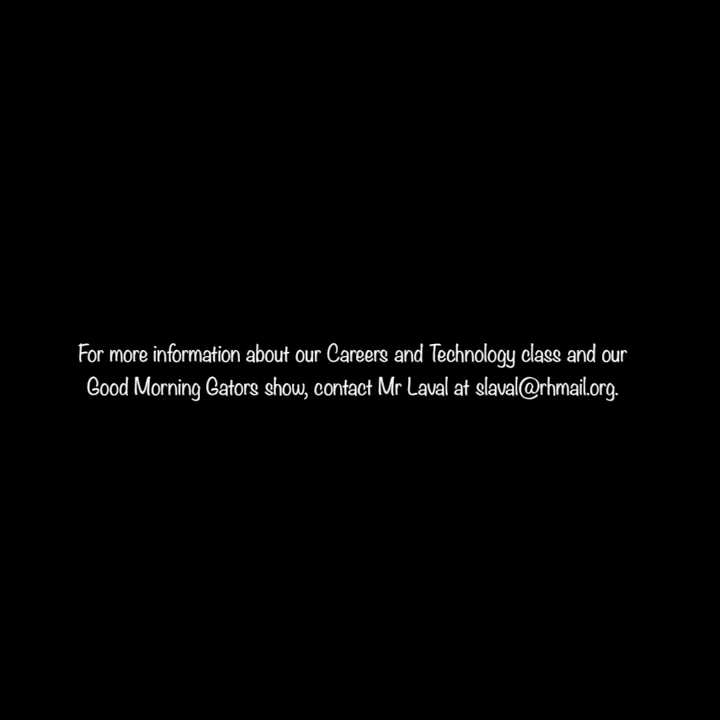 For more information about our Careers and Technology class and our
Good Morning Gators show, contact Mr Laval at slaval@rhmail.org.